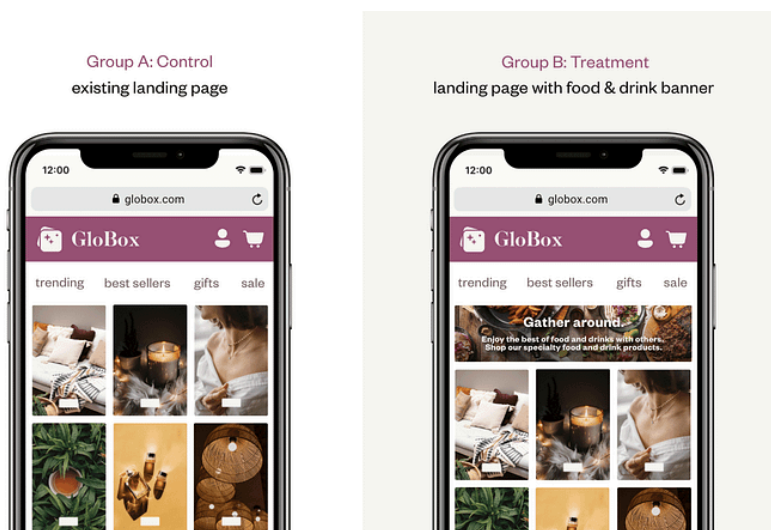 Group A: Control
existing landing page
12:00
globox.com
GloBox
trending best sellers gifts sale
Group B: Treatment
landing page with food & drink banner
12:00
globox.com
GloBox
trending best sellers gifts sale
Gather around.
Enjoy the best of food and drinks with others.
Shop our specialty food and drink products.